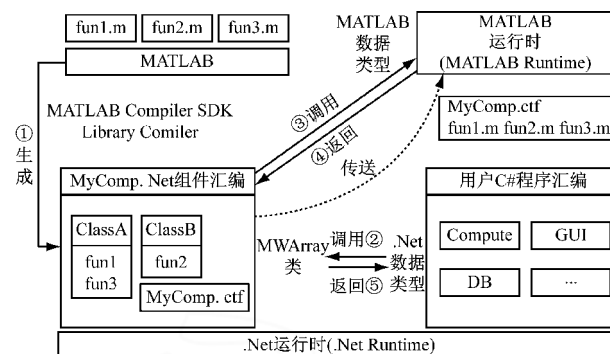 fun1.m fun2.m fun3.m
MATLAB
MATLAB Compiler SDK
Library Comiler
①生成
MATLAB
数据
类型
MATLAB
运行时
(MATLAB Runtime)
MyComp.ctf
fun1.m fun2.m fun3.m
③调用
④返回
传送
MyComp. Net组件汇编
ClassA
fun1
fun3
ClassB
fun2
MyComp. ctf
MWArray
类
调用②
返回⑤
.Net
数据
类型
用户C#程序汇编
Compute
GUI
DB
...
.Net运行时(.Net Runtime)